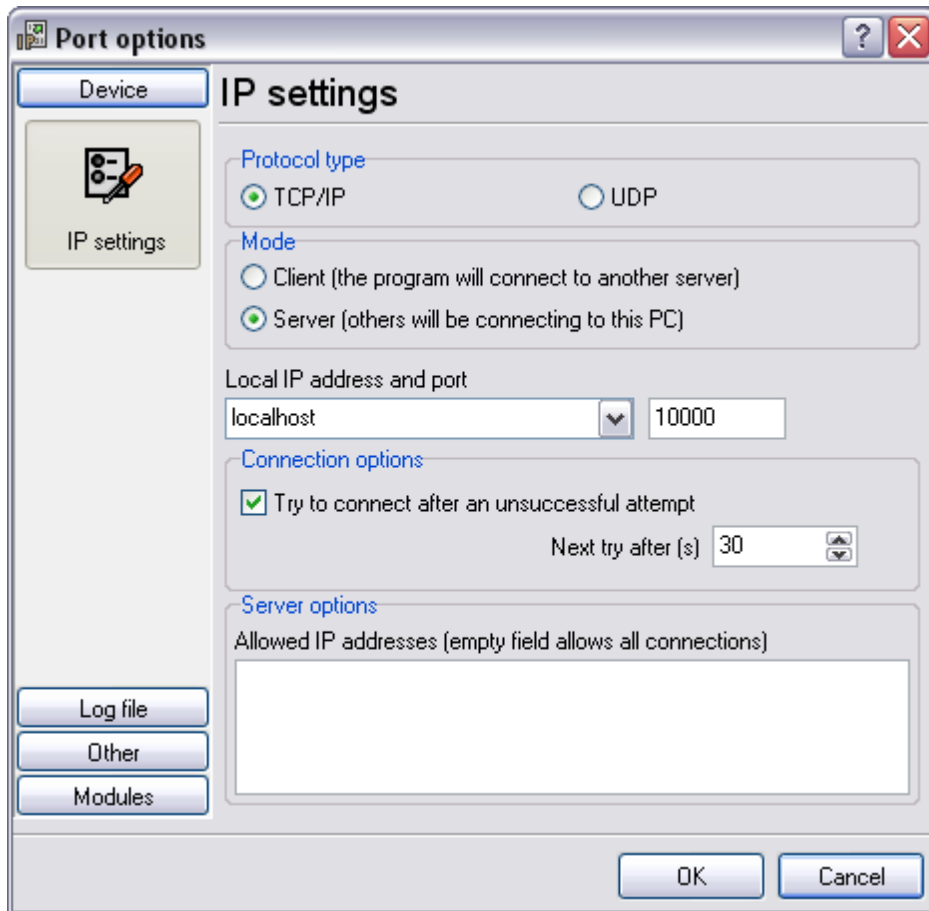 Port options
Device
IP settings
IP settings
Protocol type
TCP/IP UDP
Mode
Client (the program will connect to another server)
Server (others will be connecting to this PC)
Local IP address and port
localhost 10000
Connection options
Try to connect after an unsuccessful attempt
Next try after (s) 30
Server options
Allowed IP addresses (empty field allows all connections)
Log file
Other
Modules
OK Cancel